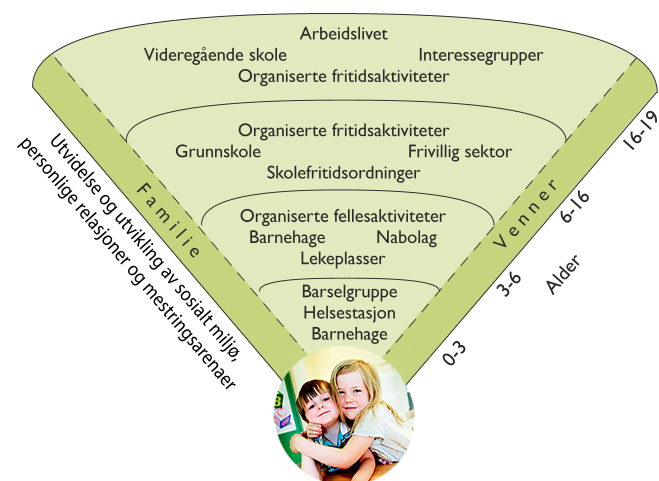 Arbeidslivet
Videregående skole
Interessegrupper
Organiserte fritidsaktiviteter
Organiserte fritidsaktiviteter
Grunnskole
Frivillig sektor
Skolefritidsordninger
Organiserte fellesaktiviteter
Barnehage
Nabolag
Lekeplasser
Barselgruppe
Helsestasjon
Barnehage
Familie
Venner
Utvidelse og utvikling av sosialt miljø,
personlige relasjoner og mestringsarenaer
16-19
6-16
3-6
0-3
Alder